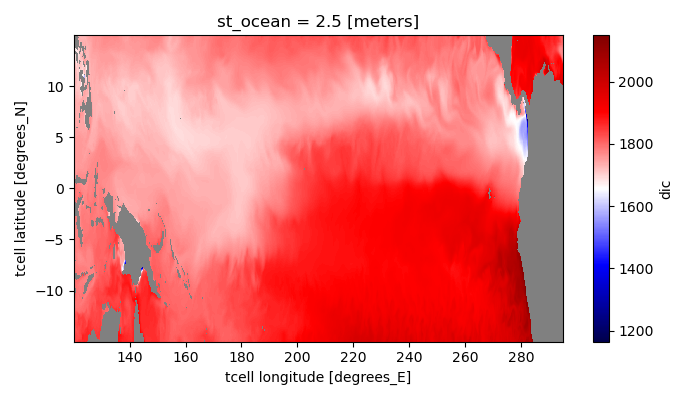 st_ocean = 2.5 [meters]
10
5
0
−5
−10
tcell latitude [degrees_N]
140 160 180 200 220 240 260 280
tcell longitude [degrees_E]
2000
1800
1600
1400
1200
dic